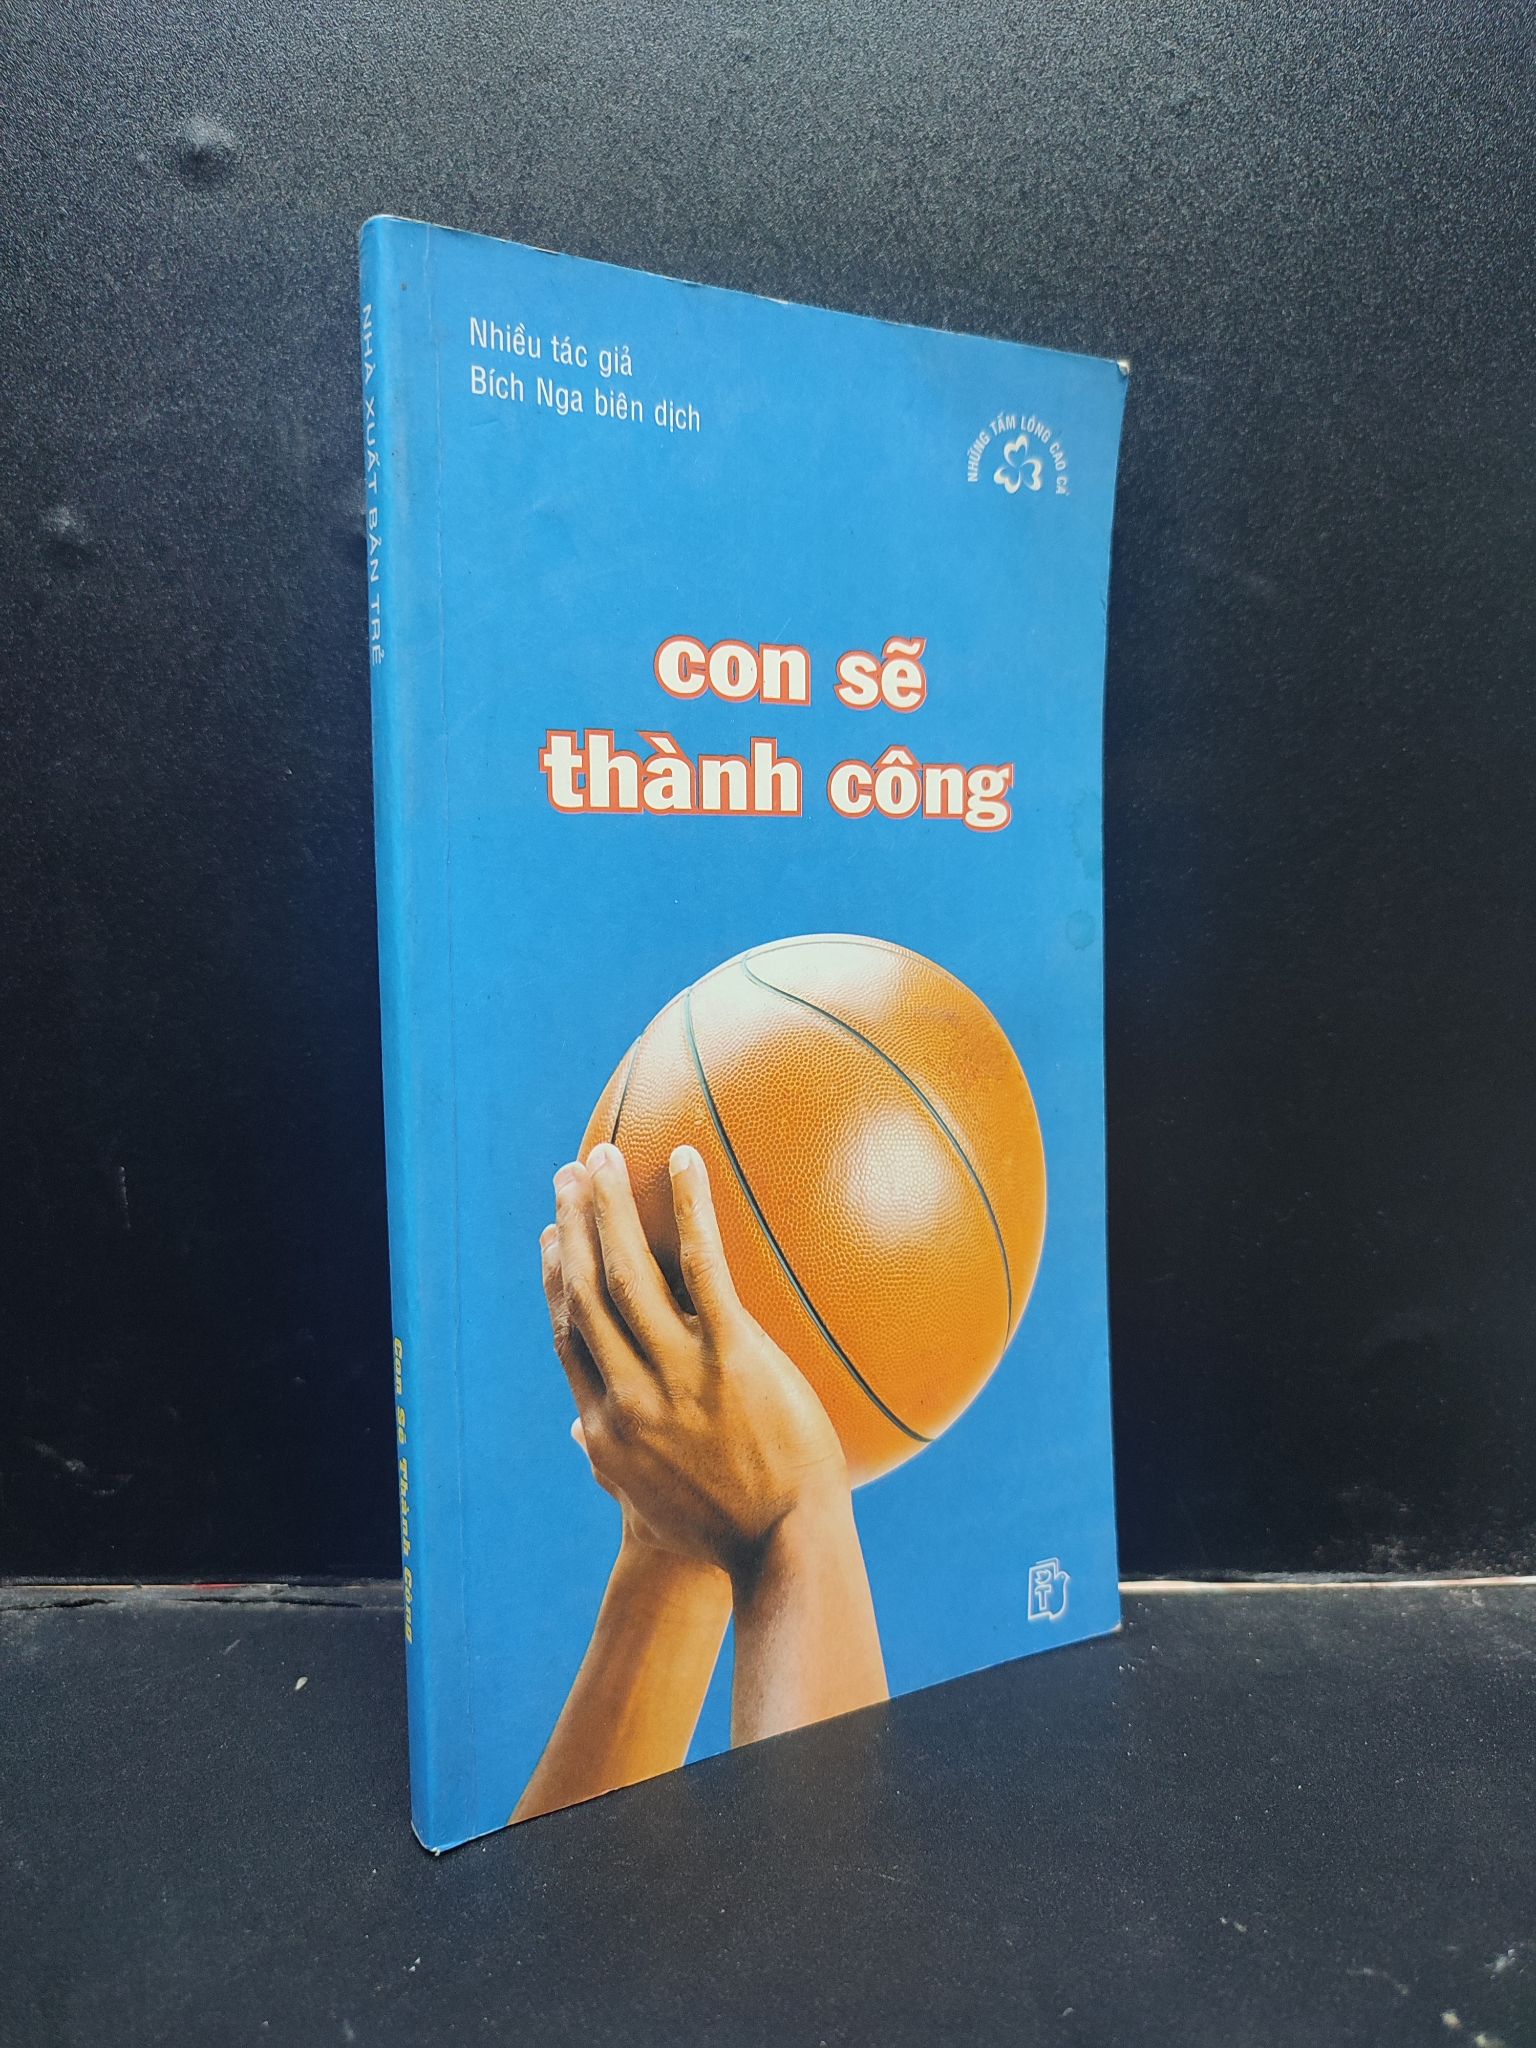 Nhiều tác giả
Bích Nga biên dịch
NHỮNG TẤM LÒNG CAO CẢ
con sẽ
thành công
ĐT
NHÀ XUẤT BẢN TRẺ
Con Sẽ Thành Công